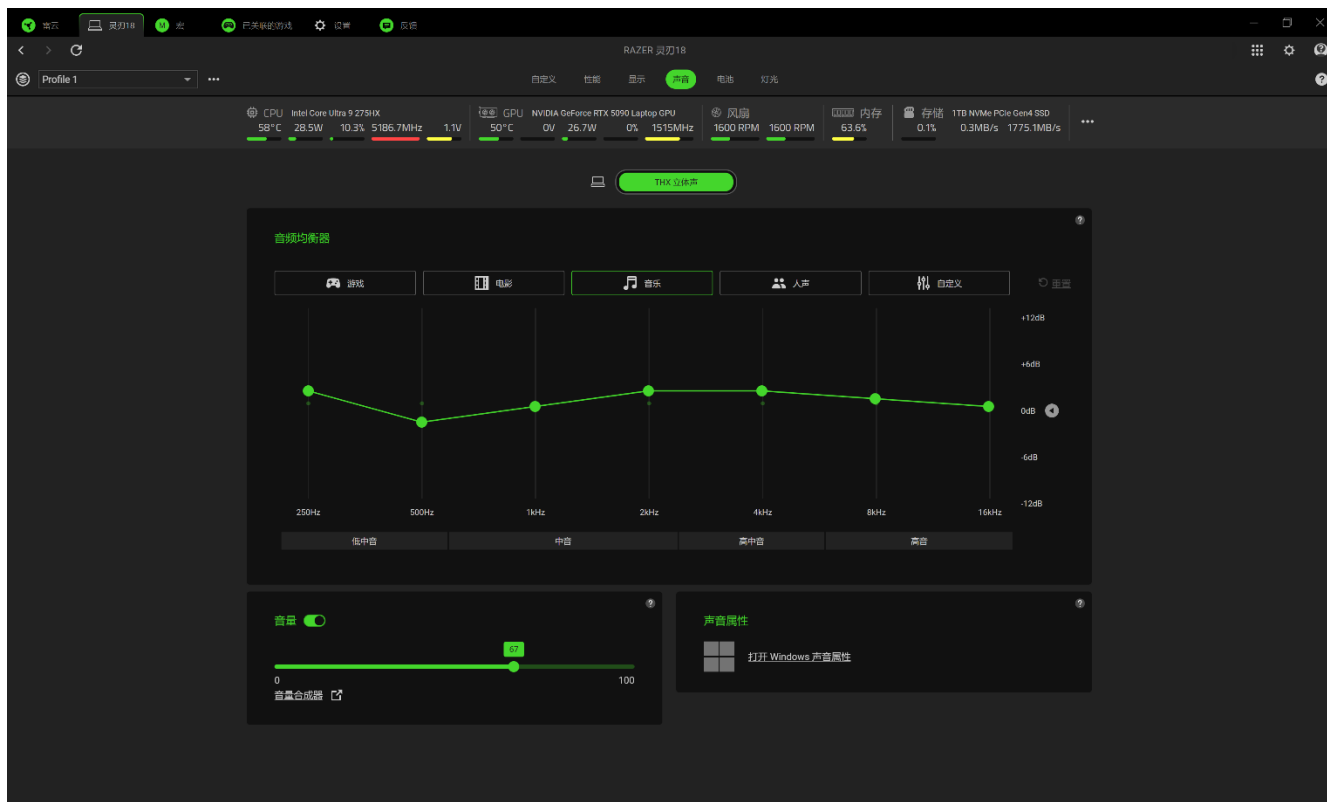 雷云 灵刃18 宏 已关联的游戏 设置 反馈
RAZER 灵刃18
Profile 1 自定义 性能 显示 声音 电池 灯光
CPU Intel Core Ultra 9 275HX GPU NVIDIA GeForce RTX 5090 Laptop GPU 风扇 内存 存储 1TB NVMe PCIe Gen4 SSD
58°C 28.5W 10.3% 5186.7MHz 1.1V 50°C 0V 26.7W 0% 1515MHz 1600 RPM 1600 RPM 63.6% 0.1% 0.3MB/s 1775.1MB/s
THX 立体声
音频均衡器
游戏 电影 音乐 人声 自定义 重置
+12dB
+6dB
0dB
-6dB
-12dB
250Hz 500Hz 1kHz 2kHz 4kHz 8kHz 16kHz
低中音 中音 高中音 高音
音量
67
0 100
音量合成器
声音属性
打开 Windows 声音属性